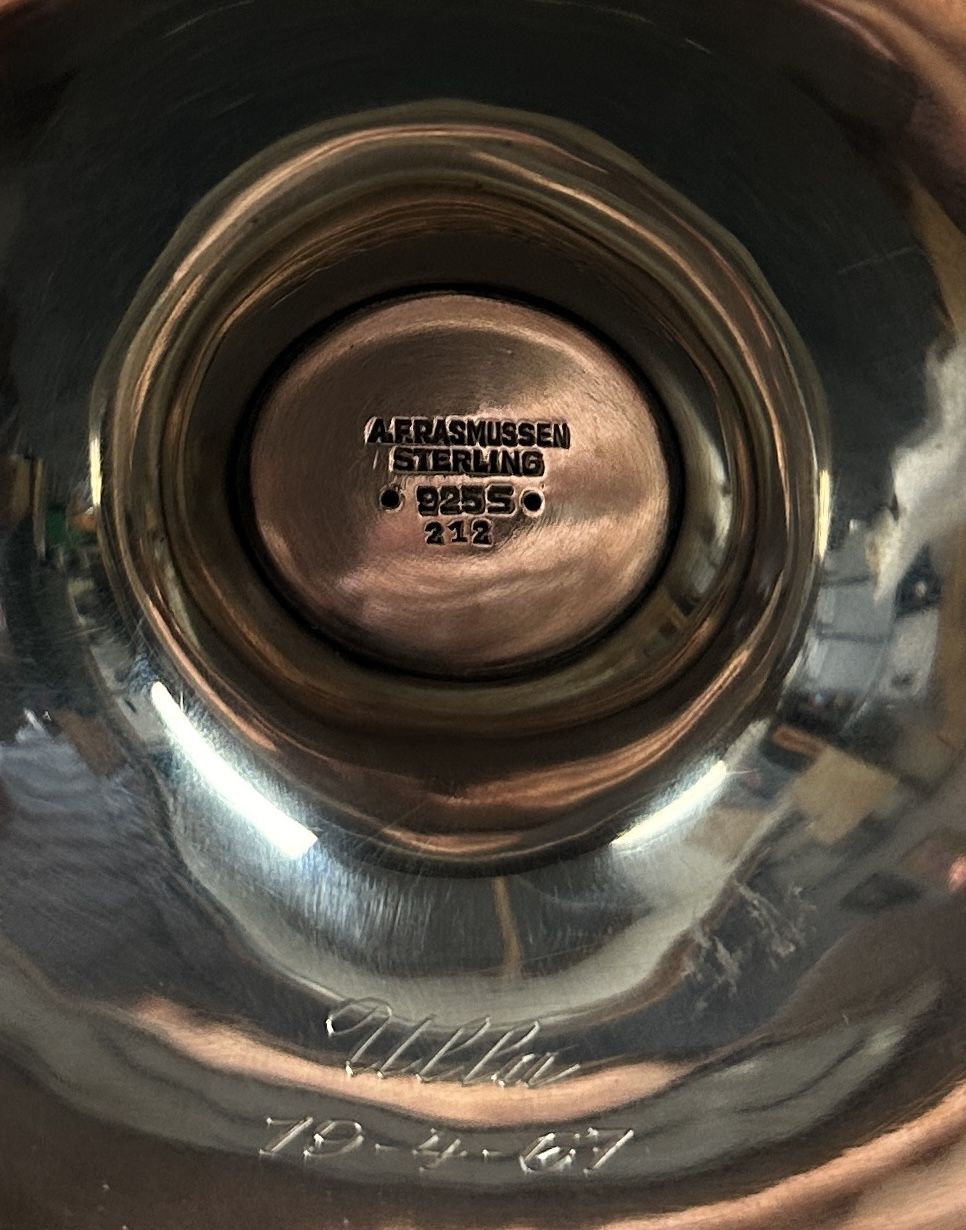 A.F.RASMUSSEN
STERLING
• 925S •
212
Ulla
19-4-67